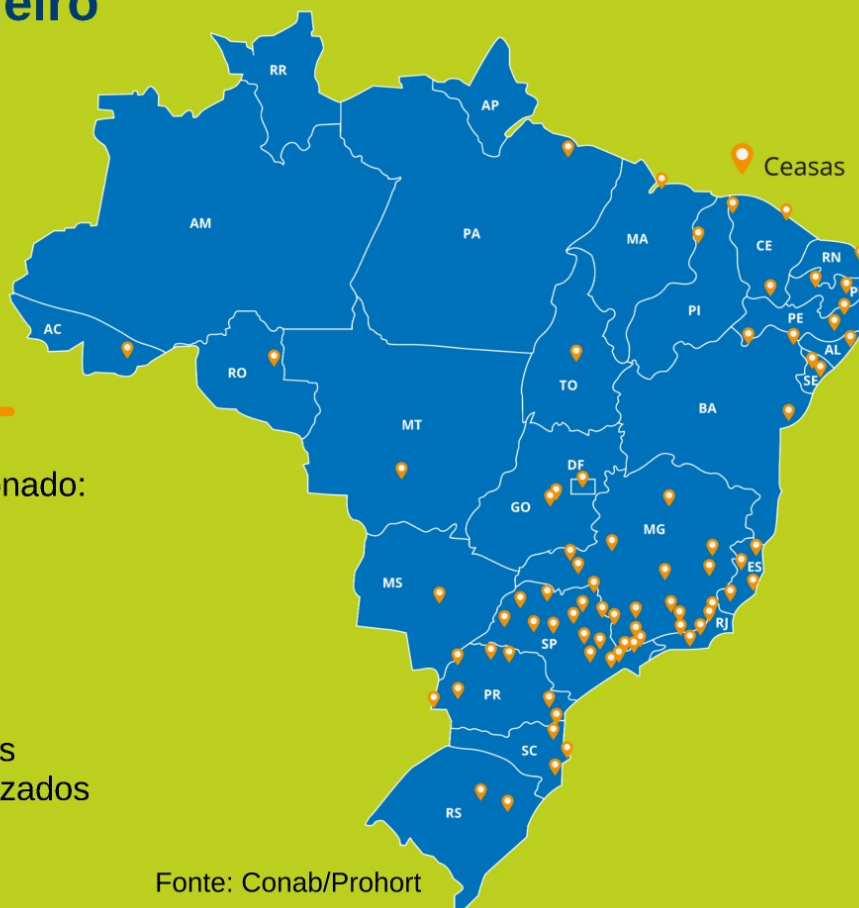 eiro
RR
AP
Ceasas
AM
PA
MA
CE
RN
P
PI
PE
AC
AL
RO
TO
SE
BA
MT
onado:
DF
GO
MG
ES
MS
RJ
SP
PR
s
SC
zados
RS
Fonte: Conab/Prohort